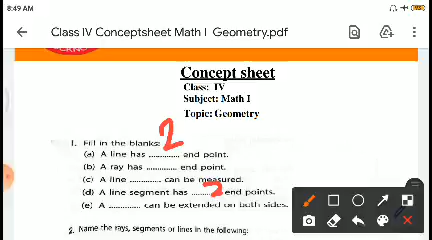 8:49 AM
Class IV Conceptsheet Math I Geometry.pdf
Concept sheet
Class: IV
Subject: Math I
Topic: Geometry
1. Fill in the blanks: 2
(a) A line has ............ end point.
(b) A ray has ............ end point.
(c) A line ............ can be measured.
(d) A line segment has ......2 end points.
(e) A ............ can be extended on both sides.
2. Name the rays, segments or lines in the following: